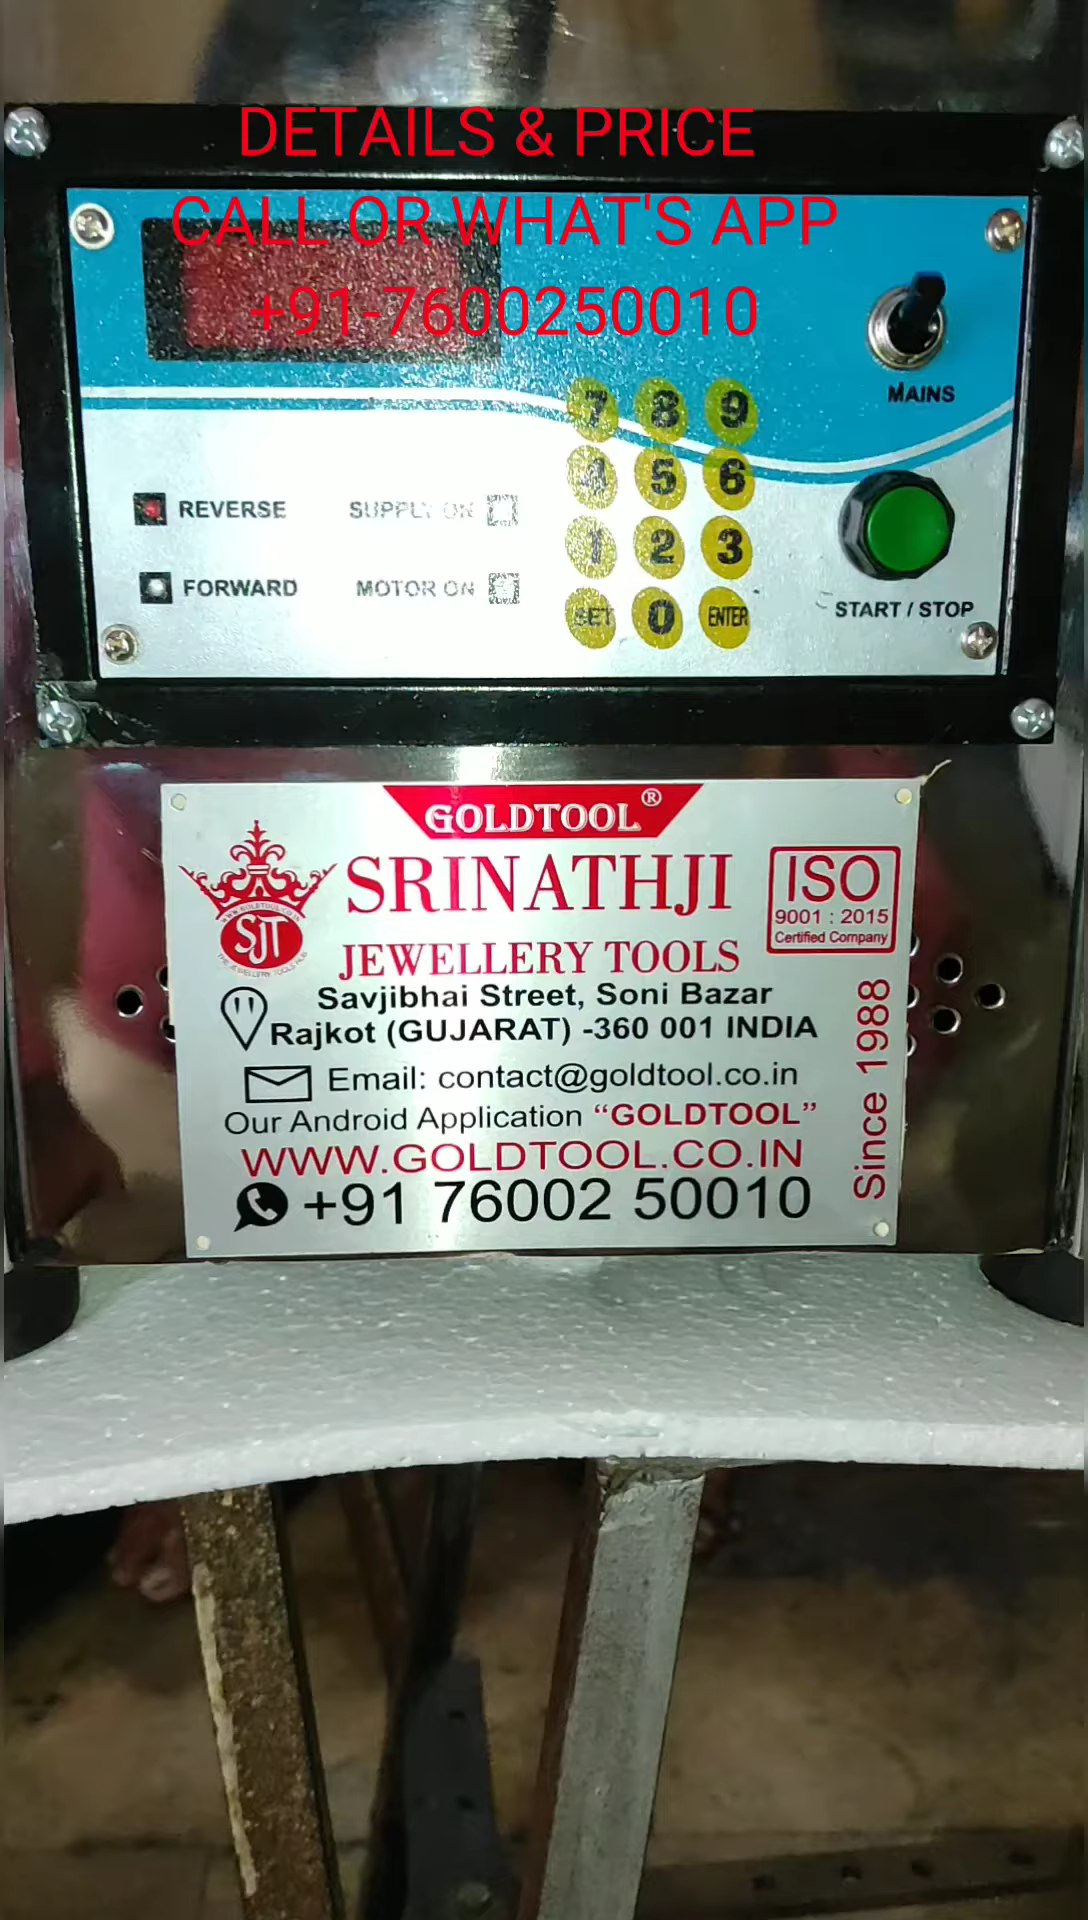 DETAILS & PRICE
CALL OR WHAT'S APP
+91-7600250010
MAINS
7 8 9
4 5 6
1 2 3
SET 0 ENTER
REVERSE SUPPLY ON
FORWARD MOTOR ON
START / STOP
GOLDTOOL®
SRINATHJI
JEWELLERY TOOLS
SJT
ISO
9001 : 2015
Certified Company
Savjibhai Street, Soni Bazar
Rajkot (GUJARAT) -360 001 INDIA
Email: contact@goldtool.co.in
Our Android Application “GOLDTOOL”
WWW.GOLDTOOL.CO.IN
+91 76002 50010
Since 1988